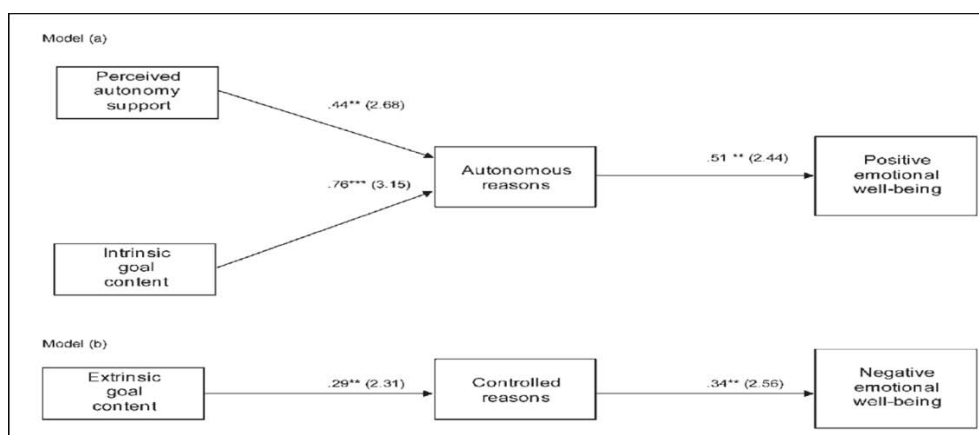 Model (a)
Perceived
autonomy
support
.44** (2.68)
Autonomous
reasons
.51 ** (2.44)
Positive
emotional
well-being
.76*** (3.15)
Intrinsic
goal
content
Model (b)
Extrinsic
goal
content
.29** (2.31)
Controlled
reasons
.34** (2.56)
Negative
emotional
well-being